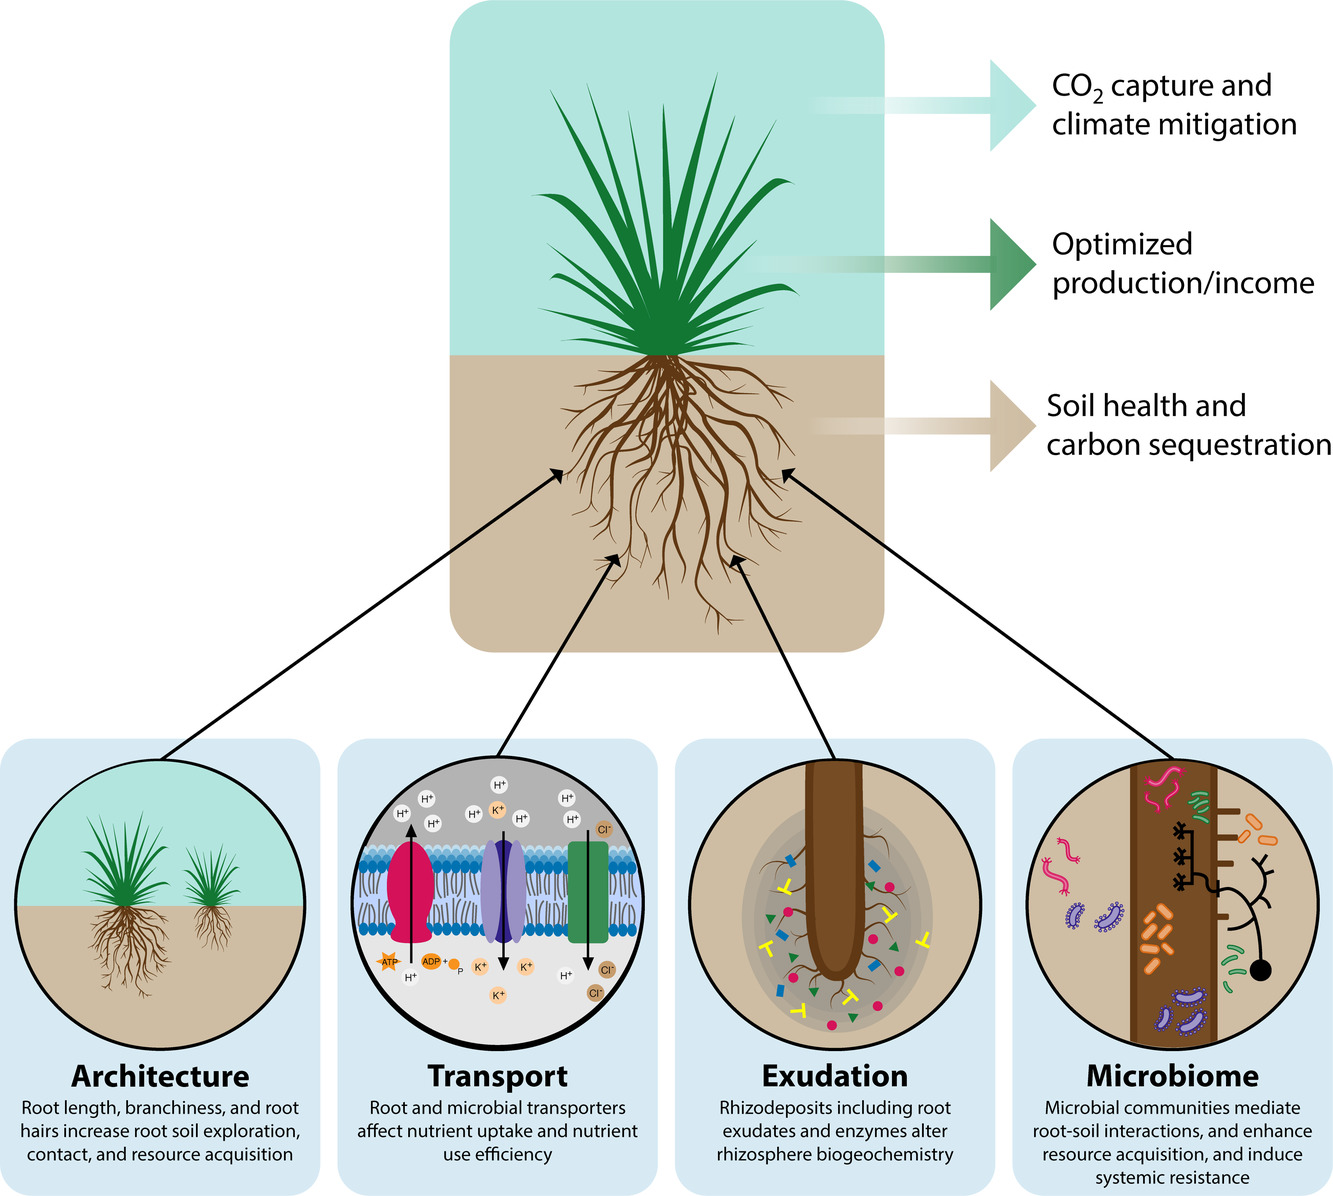 CO₂ capture and
climate mitigation
Optimized
production/income
Soil health and
carbon sequestration
H⁺
H⁺
H⁺
H⁺
H⁺
K⁺
H⁺
H⁺
H⁺
Cl⁻
ATP
H⁺
ADP + P
K⁺
K⁺
K⁺
H⁺
Cl⁻
Cl⁻
Architecture
Root length, branchiness, and root
hairs increase root soil exploration,
contact, and resource acquisition
Transport
Root and microbial transporters
affect nutrient uptake and nutrient
use efficiency
Exudation
Rhizodeposits including root
exudates and enzymes alter
rhizosphere biogeochemistry
Microbiome
Microbial communities mediate
root-soil interactions, and enhance
resource acquisition, and induce
systemic resistance